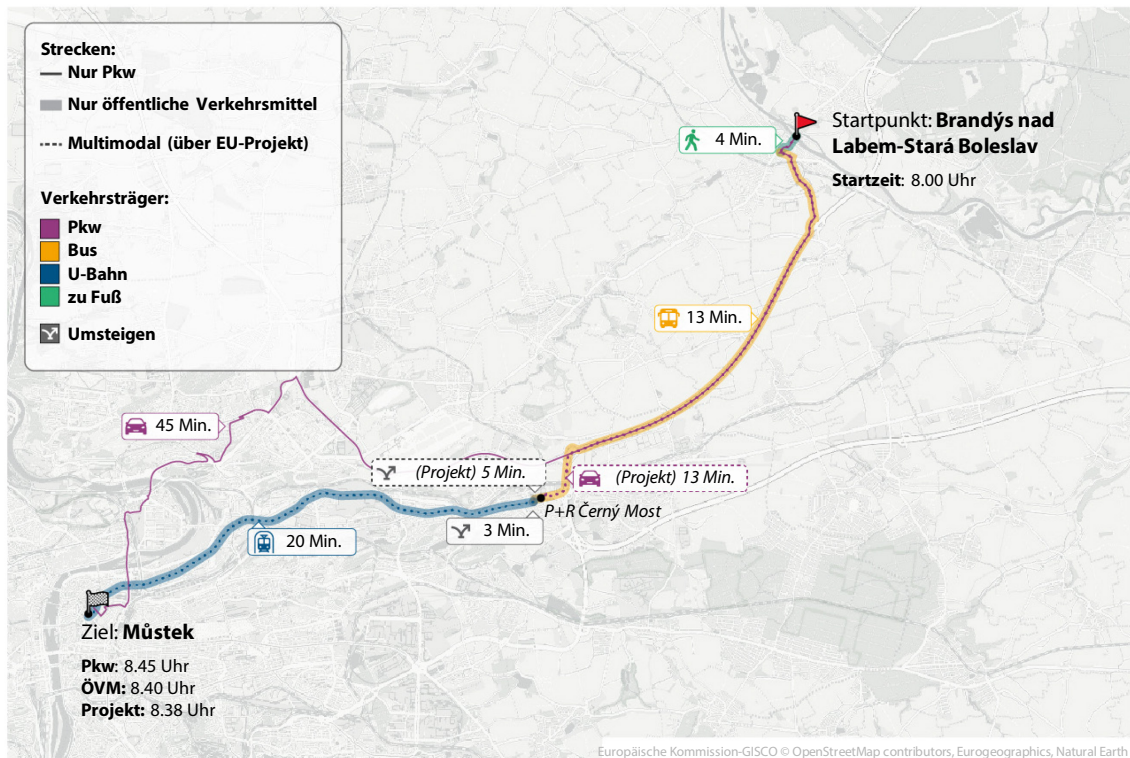 Strecken:
Nur Pkw
Nur öffentliche Verkehrsmittel
Multimodal (über EU-Projekt)
Verkehrsträger:
Pkw
Bus
U-Bahn
zu Fuß
Umsteigen
4 Min.
Startpunkt: Brandýs nad
Labem-Stará Boleslav
Startzeit: 8.00 Uhr
13 Min.
45 Min.
(Projekt) 5 Min.
(Projekt) 13 Min.
P+R Černý Most
3 Min.
20 Min.
Ziel: Můstek
Pkw: 8.45 Uhr
ÖVM: 8.40 Uhr
Projekt: 8.38 Uhr
Europäische Kommission-GISCO © OpenStreetMap contributors, Eurogeographics, Natural Earth